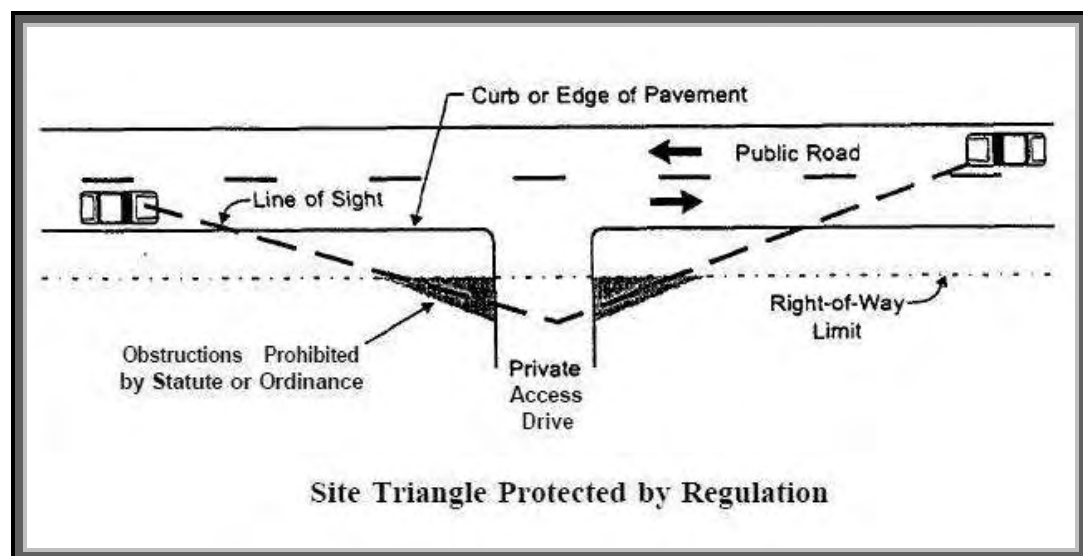 Curb or Edge of Pavement
Public Road
Line of Sight
Right-of-Way
Limit
Obstructions Prohibited
by Statute or Ordinance
Private
Access
Drive
Site Triangle Protected by Regulation